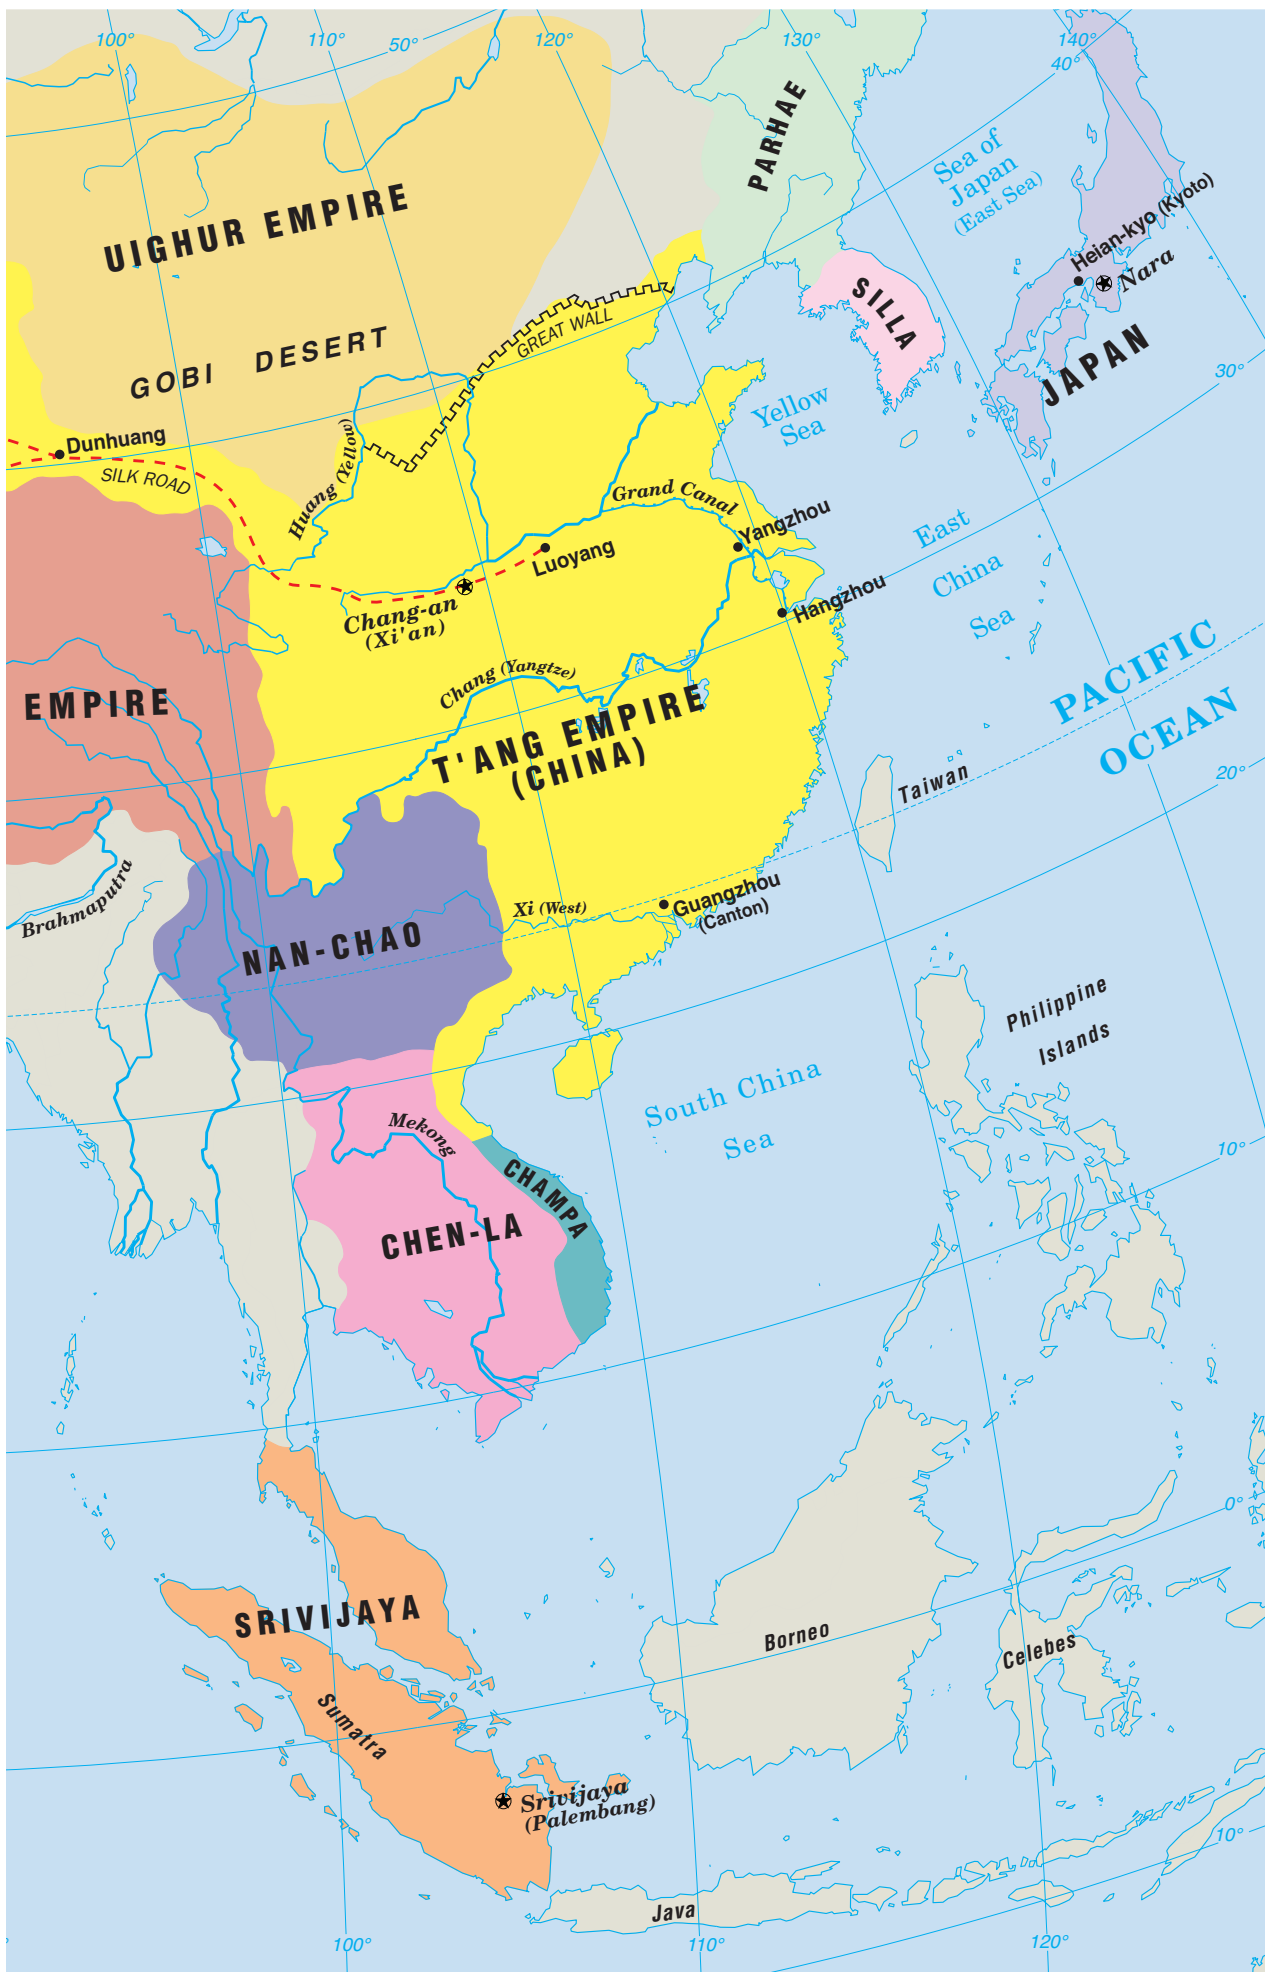 100°
110°
50°
120°
130°
140°
40°
PARHAE
Sea of
Japan
(East Sea)
UIGHUR EMPIRE
Heian-kyo (Kyoto)
Nara
SILLA
GREAT WALL
GOBI DESERT
JAPAN
30°
Yellow
Sea
Dunhuang
SILK ROAD
Huang (Yellow)
Grand Canal
Yangzhou
East
China
Sea
Luoyang
Hangzhou
Chang-an
(Xi'an)
Chang (Yangtze)
EMPIRE
T'ANG EMPIRE
(CHINA)
PACIFIC
OCEAN
Taiwan
20°
Brahmaputra
Xi (West)
Guangzhou
(Canton)
NAN-CHAO
Philippine
Islands
South China
Sea
Mekong
10°
CHAMPA
CHEN-LA
0°
SRIVIJAYA
Borneo
Celebes
Sumatra
Srivijaya
(Palembang)
10°
Java
100°
110°
120°